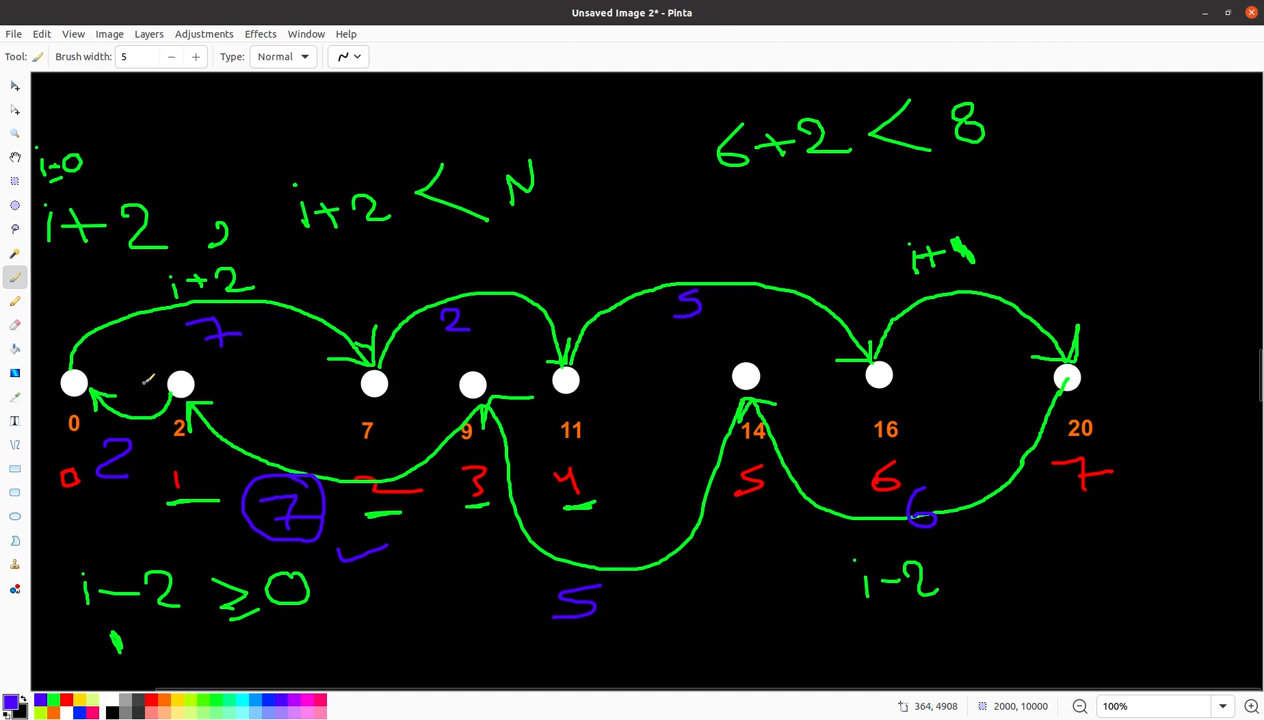 Unsaved Image 2* - Pinta
File Edit View Image Layers Adjustments Effects Window Help
Tool: Brush width: 5 − + Type: Normal
6+2 < 8
i=0
i+2 , i+2 < N
i+2
i+
7 2 5
0 2 7 9 11 14 16 20
2
0 1 2 3 4 5 6 7
7 6
5
i-2 ≥ 0
i-2
364, 4908 2000, 10000 100%